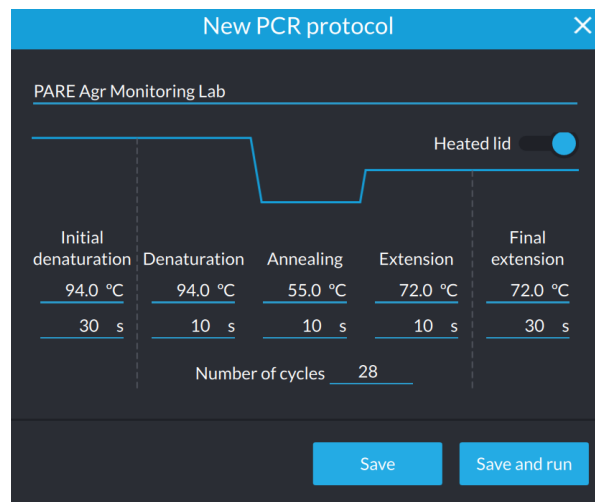 New PCR protocol
PARE Agr Monitoring Lab
Heated lid
Initial denaturation
Denaturation
Annealing
Extension
Final extension
94.0 °C 94.0 °C 55.0 °C 72.0 °C 72.0 °C
30 s 10 s 10 s 10 s 30 s
Number of cycles 28
Save Save and run